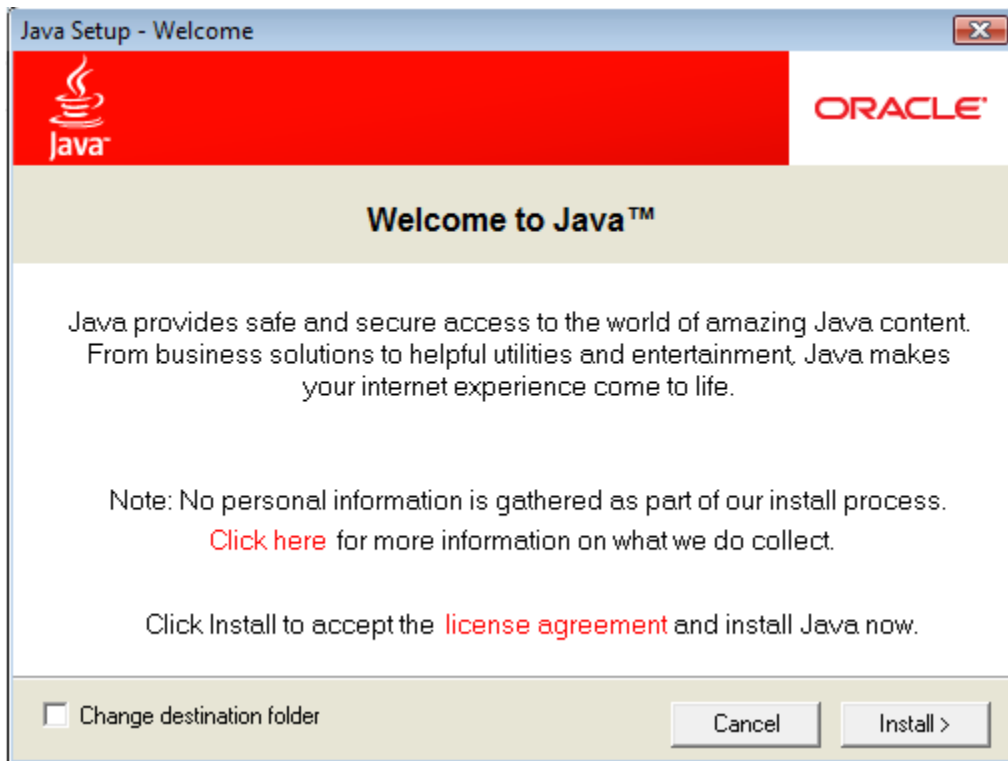 Java Setup - Welcome
Java™
ORACLE®
Welcome to Java™
Java provides safe and secure access to the world of amazing Java content.
From business solutions to helpful utilities and entertainment, Java makes
your internet experience come to life.
Note: No personal information is gathered as part of our install process.
Click here for more information on what we do collect.
Click Install to accept the license agreement and install Java now.
Change destination folder
Cancel
Install >